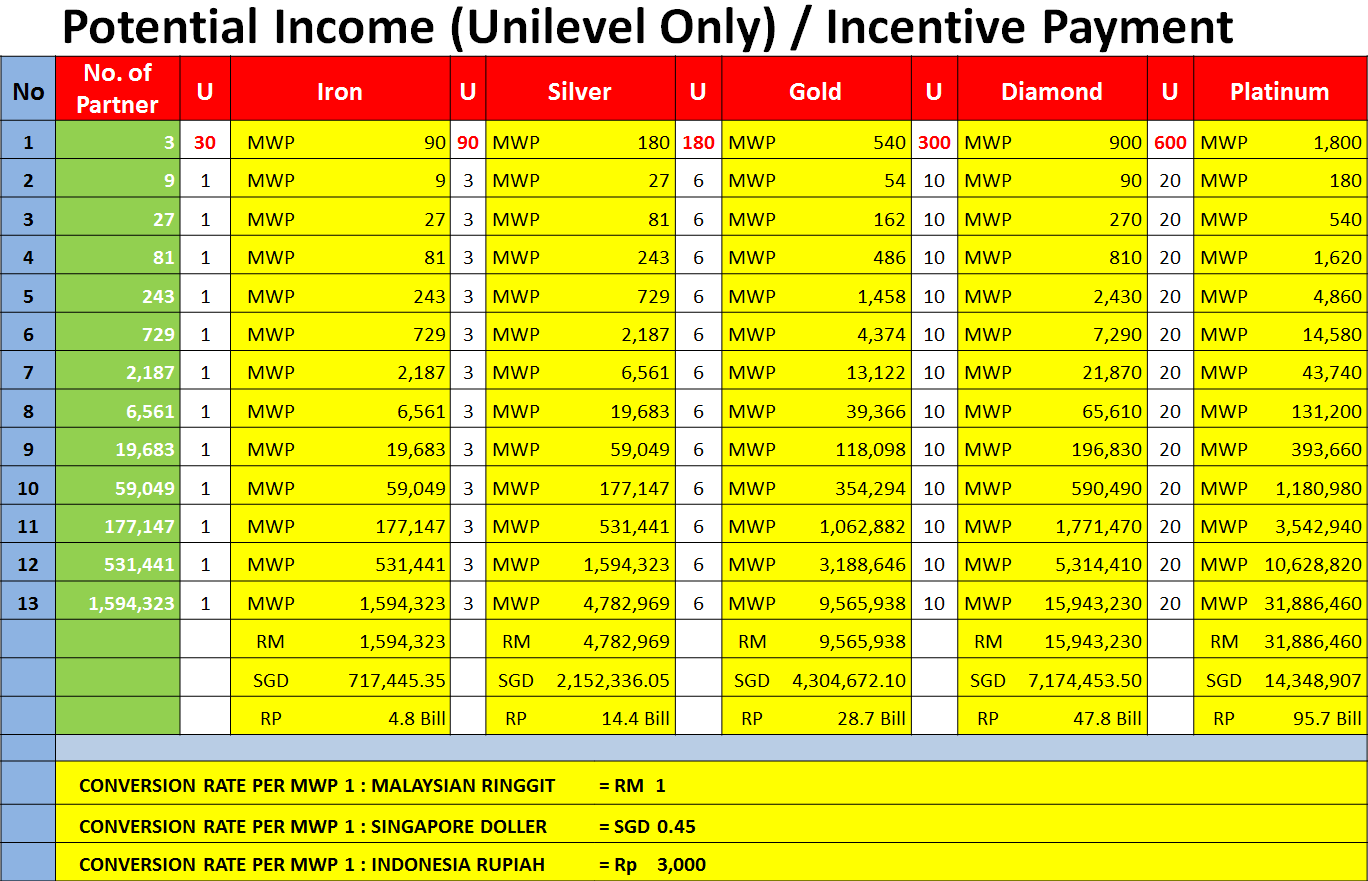 Potential Income (Unilevel Only) / Incentive Payment
No No. of Partner U Iron U Silver U Gold U Diamond U Platinum
1 3 30 MWP 90 90 MWP 180 180 MWP 540 300 MWP 900 600 MWP 1,800
2 9 1 MWP 9 3 MWP 27 6 MWP 54 10 MWP 90 20 MWP 180
3 27 1 MWP 27 3 MWP 81 6 MWP 162 10 MWP 270 20 MWP 540
4 81 1 MWP 81 3 MWP 243 6 MWP 486 10 MWP 810 20 MWP 1,620
5 243 1 MWP 243 3 MWP 729 6 MWP 1,458 10 MWP 2,430 20 MWP 4,860
6 729 1 MWP 729 3 MWP 2,187 6 MWP 4,374 10 MWP 7,290 20 MWP 14,580
7 2,187 1 MWP 2,187 3 MWP 6,561 6 MWP 13,122 10 MWP 21,870 20 MWP 43,740
8 6,561 1 MWP 6,561 3 MWP 19,683 6 MWP 39,366 10 MWP 65,610 20 MWP 131,200
9 19,683 1 MWP 19,683 3 MWP 59,049 6 MWP 118,098 10 MWP 196,830 20 MWP 393,660
10 59,049 1 MWP 59,049 3 MWP 177,147 6 MWP 354,294 10 MWP 590,490 20 MWP 1,180,980
11 177,147 1 MWP 177,147 3 MWP 531,441 6 MWP 1,062,882 10 MWP 1,771,470 20 MWP 3,542,940
12 531,441 1 MWP 531,441 3 MWP 1,594,323 6 MWP 3,188,646 10 MWP 5,314,410 20 MWP 10,628,820
13 1,594,323 1 MWP 1,594,323 3 MWP 4,782,969 6 MWP 9,565,938 10 MWP 15,943,230 20 MWP 31,886,460
RM 1,594,323 RM 4,782,969 RM 9,565,938 RM 15,943,230 RM 31,886,460
SGD 717,445.35 SGD 2,152,336.05 SGD 4,304,672.10 SGD 7,174,453.50 SGD 14,348,907
RP 4.8 Bill RP 14.4 Bill RP 28.7 Bill RP 47.8 Bill RP 95.7 Bill
CONVERSION RATE PER MWP 1 : MALAYSIAN RINGGIT = RM 1
CONVERSION RATE PER MWP 1 : SINGAPORE DOLLER = SGD 0.45
CONVERSION RATE PER MWP 1 : INDONESIA RUPIAH = Rp 3,000